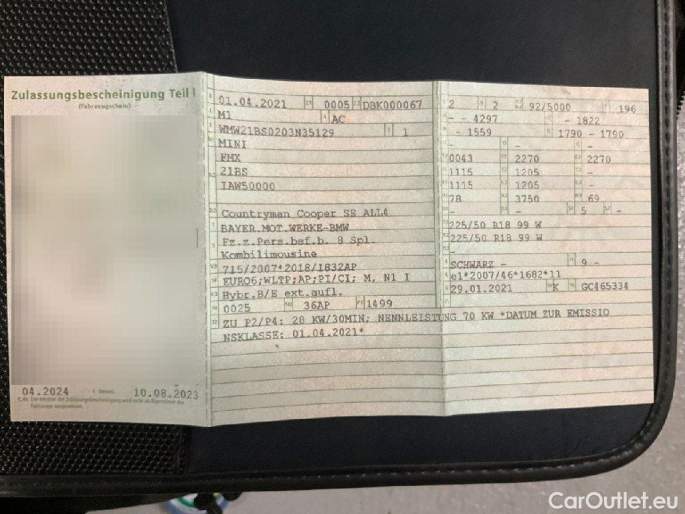 Zulassungsbescheinigung Teil I
(Fahrzeugschein)
01.04.2021 0005 DBK000067
M1 AC
WMW21BS0203N35129 1
MINI
FMX
21BS
IAW50000
Countryman Cooper SE ALL4
BAYER.MOT.WERKE-BMW
Fz.z.Pers.bef.b. 8 Spl.
Kombilimousine
715/2007*2018/1832AP
EURO6;WLTP;AP;PI/CI; M, N1 I
Hybr.B/E ext.aufl.
0025 36AP 1499
2 2 92/5000 196
- 4297 - 1822
- 1559 1790 - 1790
- - -
0043 2270 2270
1115 1205 -
1115 1205 -
78 3750 69
- - 5 -
225/50 R18 99 W
225/50 R18 99 W
-
SCHWARZ - 9 -
e1*2007/46*1682*11
29.01.2021 K GC465334
ZU P2/P4: 28 KW/30MIN; NENNLEISTUNG 70 KW *DATUM ZUR EMISSIO
NSKLASSE: 01.04.2021*
04.2024 10.08.2023
CarOutlet.eu